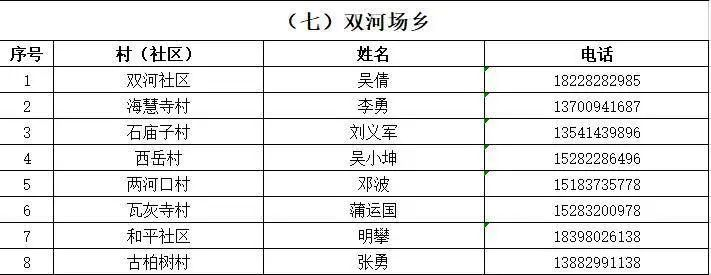 （七）双河场乡
序号 村（社区） 姓名 电话
1 双河社区 吴倩 18228282985
2 海慧寺村 李勇 13700941687
3 石庙子村 刘义军 13541439896
4 西岳村 吴小坤 15282286496
5 两河口村 邓波 15183735778
6 瓦灰寺村 蒲运国 15283200978
7 和平社区 明攀 18398026138
8 古柏树村 张勇 13882991138